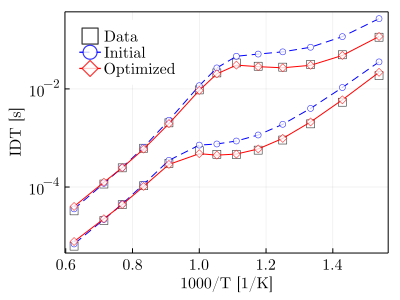 Data
Initial
Optimized
IDT [s]
10⁻²
10⁻⁴
0.6 0.8 1.0 1.2 1.4
1000/T [1/K]